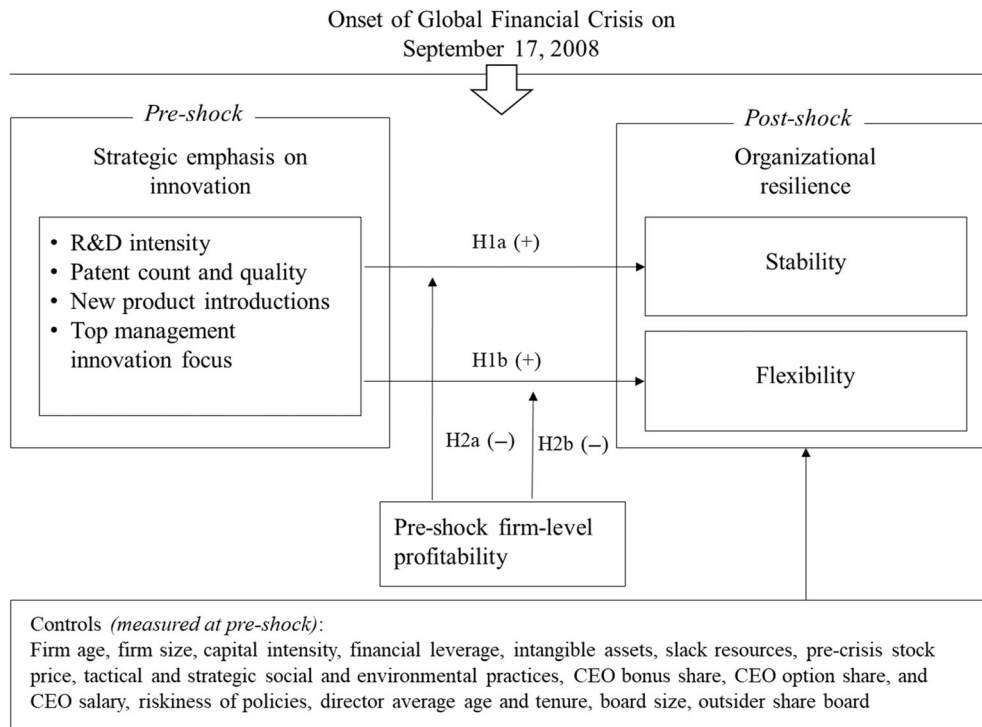 Onset of Global Financial Crisis on
September 17, 2008
Pre-shock
Strategic emphasis on
innovation
• R&D intensity
• Patent count and quality
• New product introductions
• Top management
innovation focus
H1a (+)
H1b (+)
H2a (–)
H2b (–)
Post-shock
Organizational
resilience
Stability
Flexibility
Pre-shock firm-level
profitability
Controls (measured at pre-shock):
Firm age, firm size, capital intensity, financial leverage, intangible assets, slack resources, pre-crisis stock
price, tactical and strategic social and environmental practices, CEO bonus share, CEO option share, and
CEO salary, riskiness of policies, director average age and tenure, board size, outsider share board